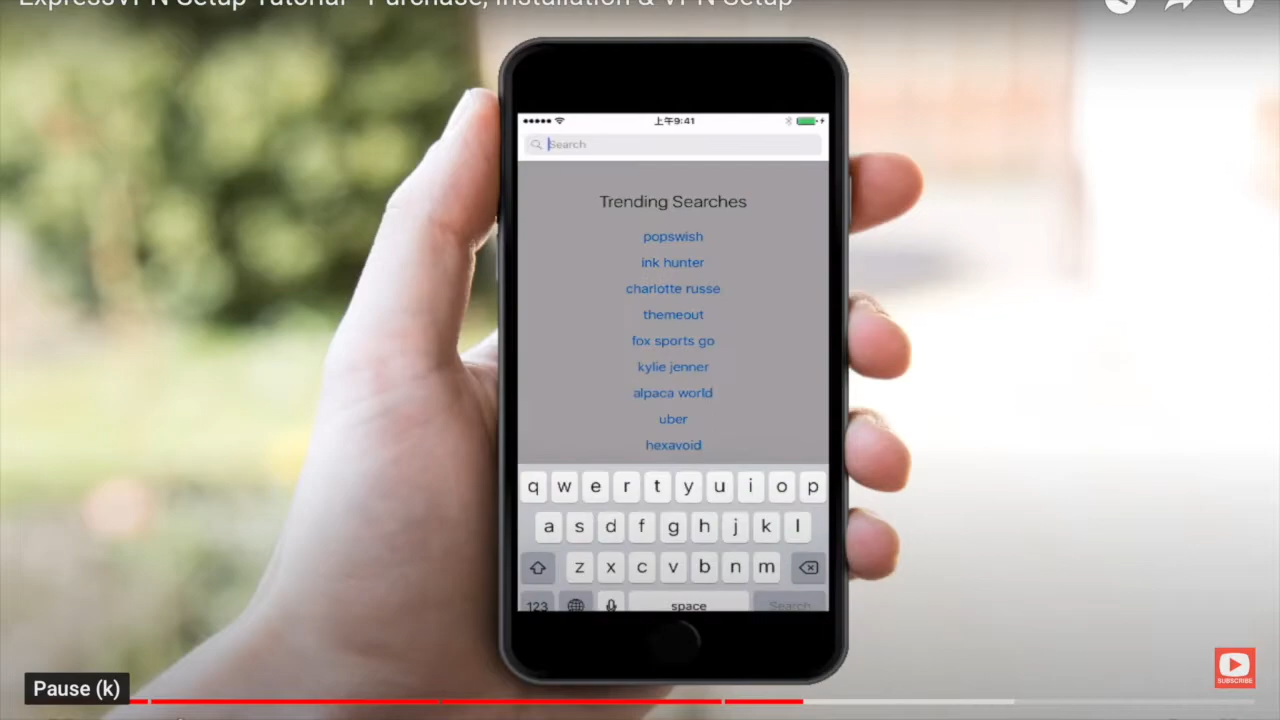 ExpressVPN Setup Tutorial - Purchase, Installation & VPN Setup
上午9:41
Search
Trending Searches
popswish
ink hunter
charlotte russe
themeout
fox sports go
kylie jenner
alpaca world
uber
hexavoid
q w e r t y u i o p
a s d f g h j k l
z x c v b n m
123 space Search
SUBSCRIBE
Pause (k)